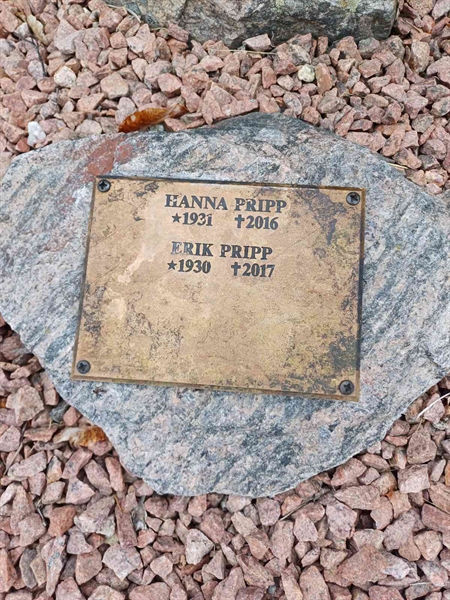 HANNA PRIPP
★1931 ✝2016
ERIK PRIPP
★1930 ✝2017